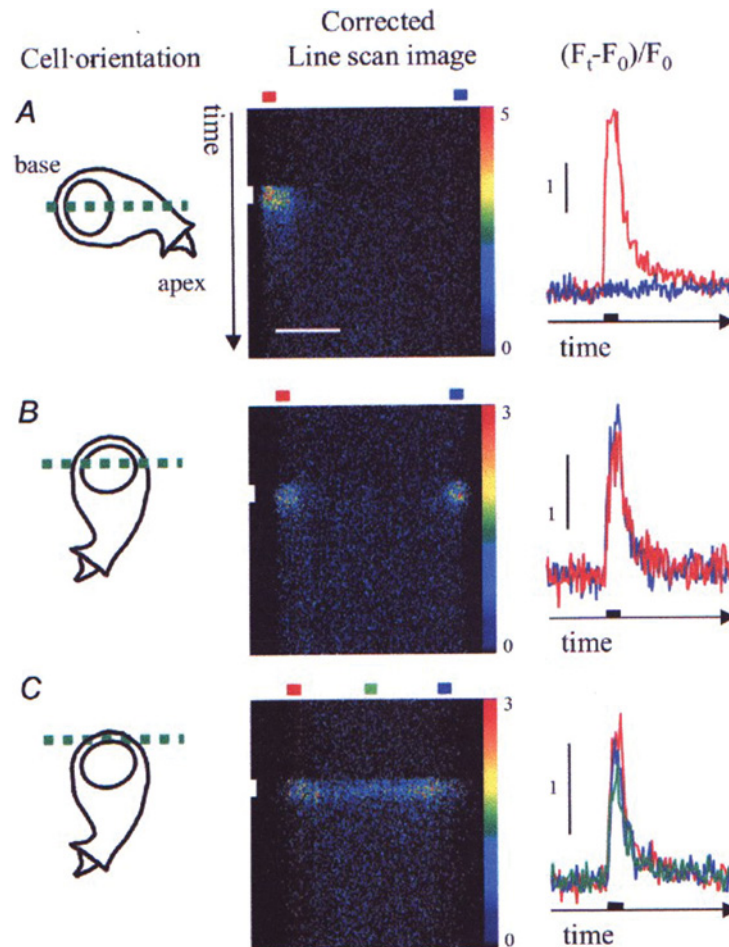 Cell orientation
Corrected
Line scan image
(Ft-F0)/F0
A
base
apex
time
5
0
1
time
B
3
0
1
time
C
3
0
1
time